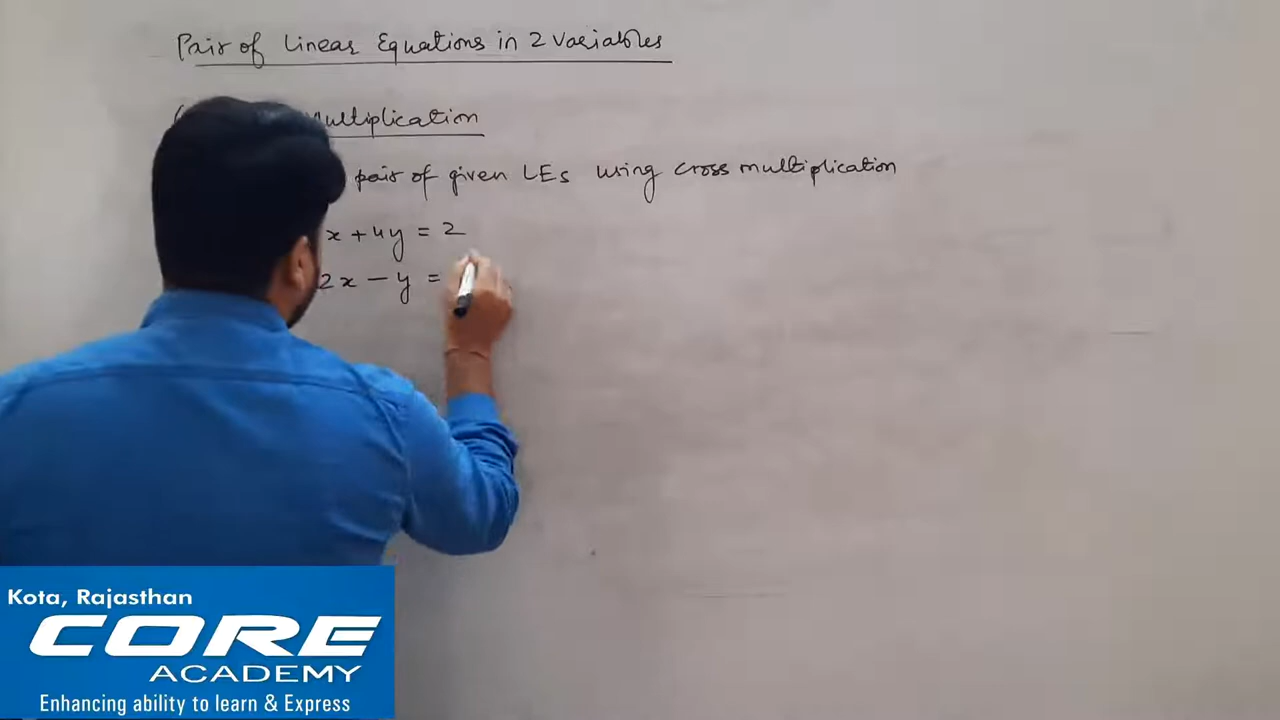 Pair of Linear Equations in 2 Variables
Multiplication
pair of given LEs using cross multiplication
x + 4y = 2
2x - y =
Kota, Rajasthan
CORE
ACADEMY
Enhancing ability to learn & Express